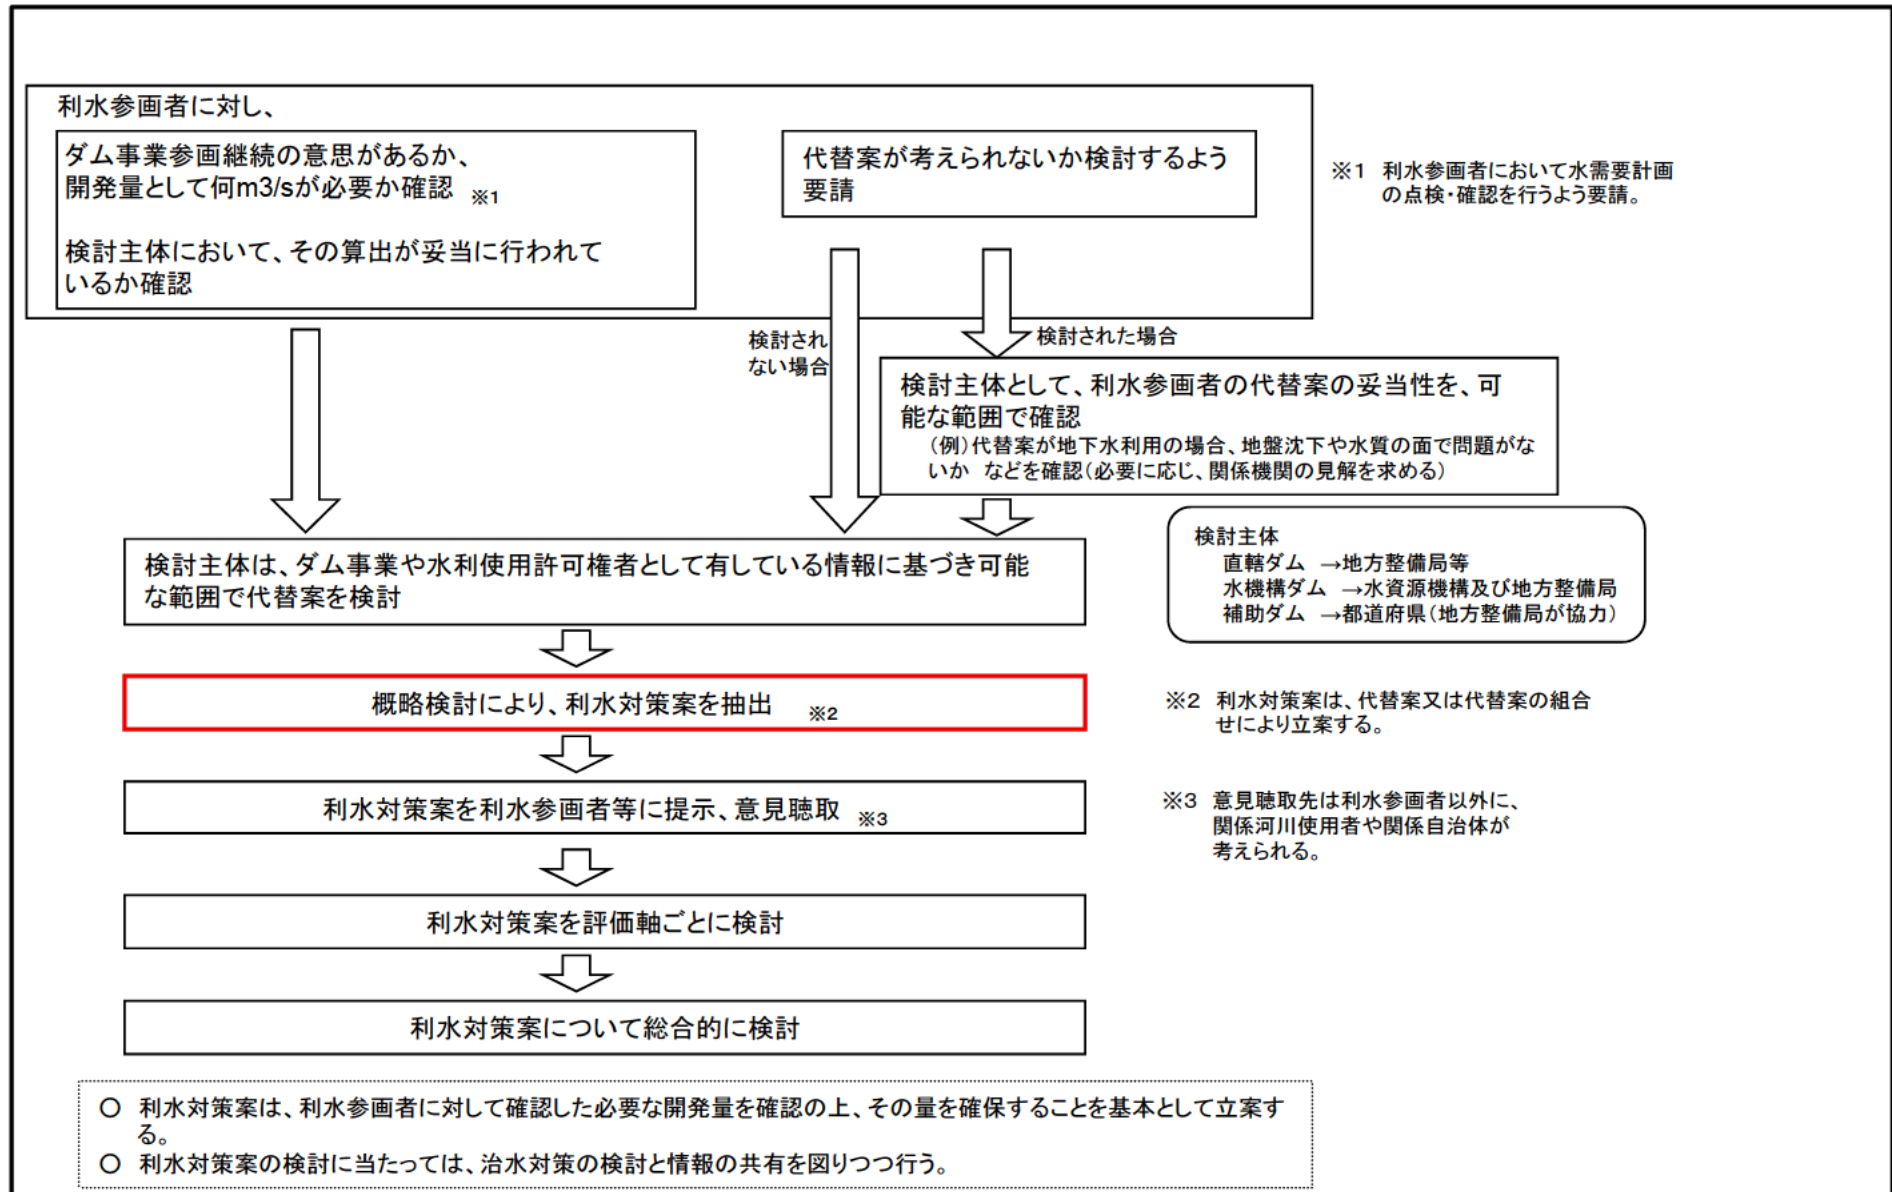 利水参画者に対し、
ダム事業参画継続の意思があるか、
開発量として何m3/sが必要か確認 ※1
検討主体において、その算出が妥当に行われて
いるか確認
代替案が考えられないか検討するよう
要請
※1 利水参画者において水需要計画
の点検・確認を行うよう要請。
検討され
ない場合
検討された場合
検討主体として、利水参画者の代替案の妥当性を、可
能な範囲で確認
(例)代替案が地下水利用の場合、地盤沈下や水質の面で問題がな
いか などを確認(必要に応じ、関係機関の見解を求める)
検討主体は、ダム事業や水利使用許可権者として有している情報に基づき可能
な範囲で代替案を検討
検討主体
直轄ダム →地方整備局等
水機構ダム →水資源機構及び地方整備局
補助ダム →都道府県(地方整備局が協力)
概略検討により、利水対策案を抽出 ※2
※2 利水対策案は、代替案又は代替案の組合
せにより立案する。
利水対策案を利水参画者等に提示、意見聴取 ※3
※3 意見聴取先は利水参画者以外に、
関係河川使用者や関係自治体が
考えられる。
利水対策案を評価軸ごとに検討
利水対策案について総合的に検討
○ 利水対策案は、利水参画者に対して確認した必要な開発量を確認の上、その量を確保することを基本として立案す
る。
○ 利水対策案の検討に当たっては、治水対策の検討と情報の共有を図りつつ行う。